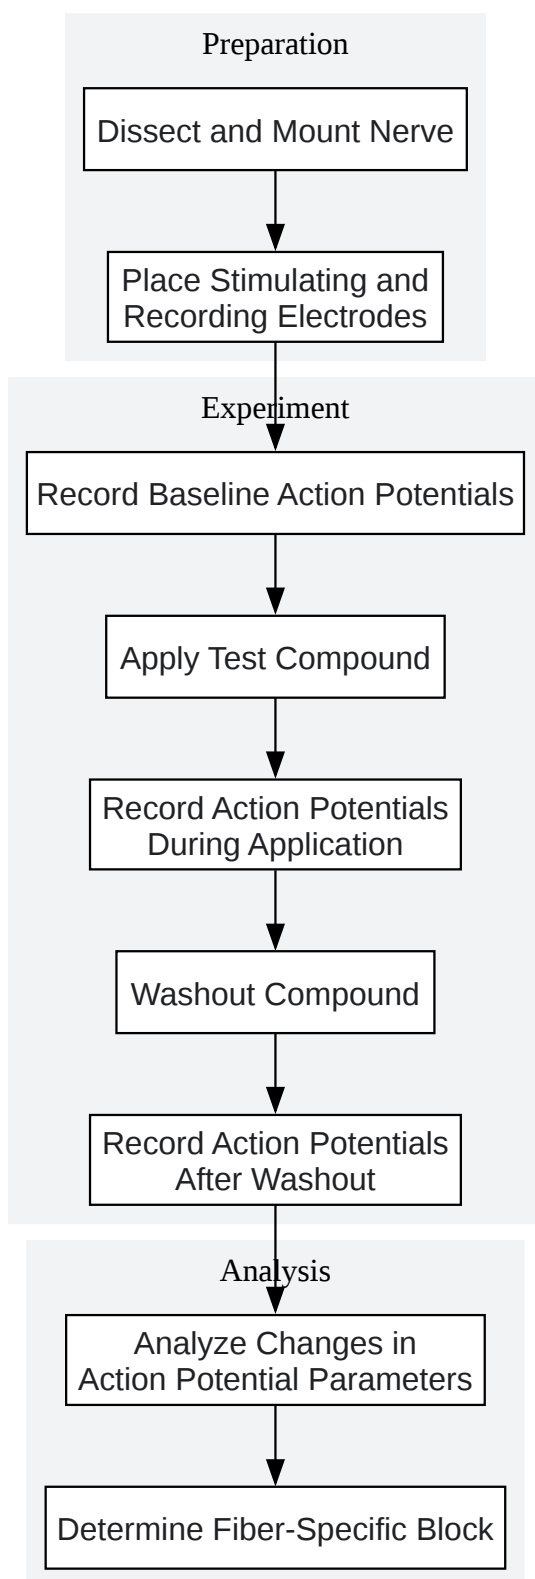 Preparation
Dissect and Mount Nerve
Place Stimulating and
Recording Electrodes
Experiment
Record Baseline Action Potentials
Apply Test Compound
Record Action Potentials
During Application
Washout Compound
Record Action Potentials
After Washout
Analysis
Analyze Changes in
Action Potential Parameters
Determine Fiber-Specific Block